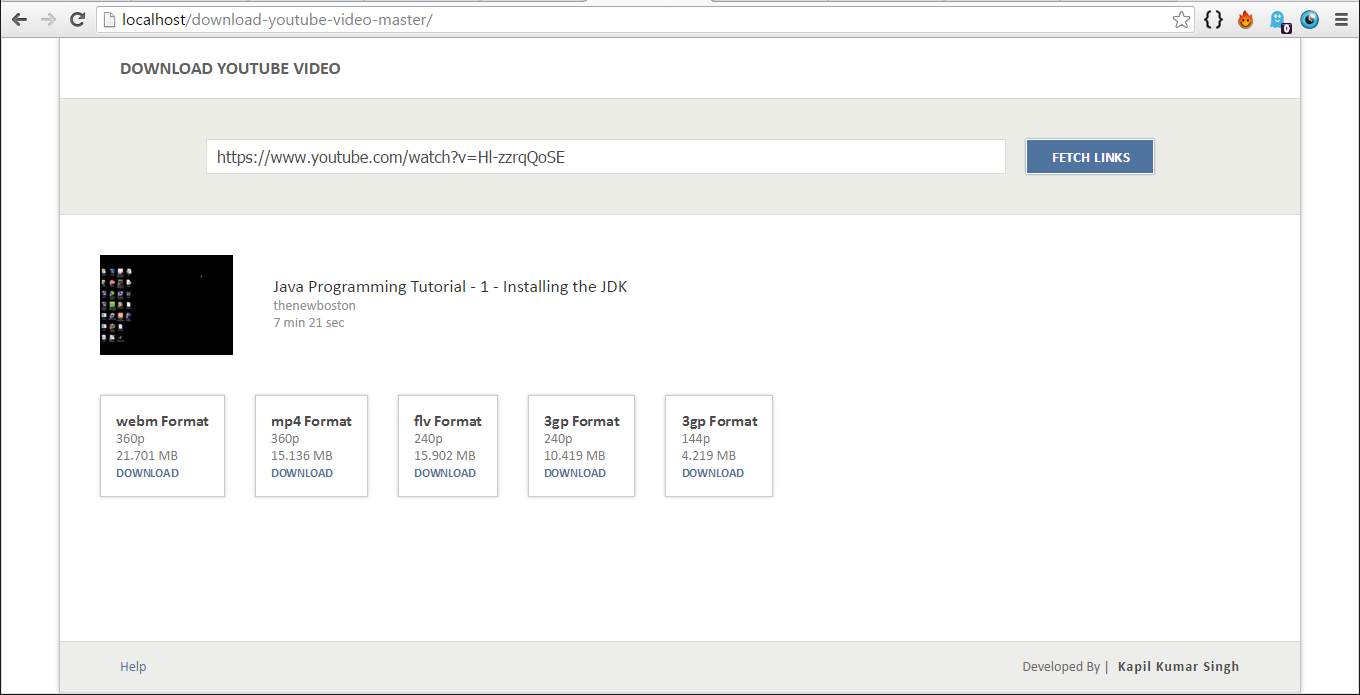 localhost/download-youtube-video-master/
{}
0
DOWNLOAD YOUTUBE VIDEO
https://www.youtube.com/watch?v=Hl-zzrqQoSE
FETCH LINKS
Java Programming Tutorial - 1 - Installing the JDK
thenewboston
7 min 21 sec
webm Format
360p
21.701 MB
DOWNLOAD
mp4 Format
360p
15.136 MB
DOWNLOAD
flv Format
240p
15.902 MB
DOWNLOAD
3gp Format
240p
10.419 MB
DOWNLOAD
3gp Format
144p
4.219 MB
DOWNLOAD
Help
Developed By | Kapil Kumar Singh